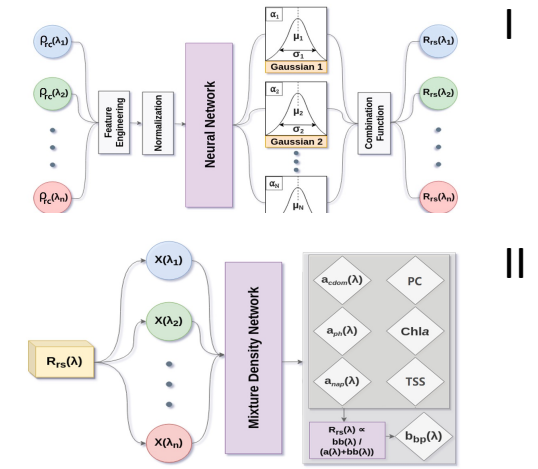 I
ρrc(λ1)
ρrc(λ2)
ρrc(λn)
Feature
Engineering
Normalization
Neural Network
α1
μ1
σ1
Gaussian 1
α2
μ2
σ2
Gaussian 2
αN
μN
Combination
Function
Rrs(λ1)
Rrs(λ2)
Rrs(λn)
II
Rrs(λ)
X(λ1)
X(λ2)
X(λn)
Mixture Density Network
acdom(λ)
PC
aph(λ)
Chla
anap(λ)
TSS
Rrs(λ) ∝
bb(λ) /
(a(λ)+bb(λ))
bbp(λ)